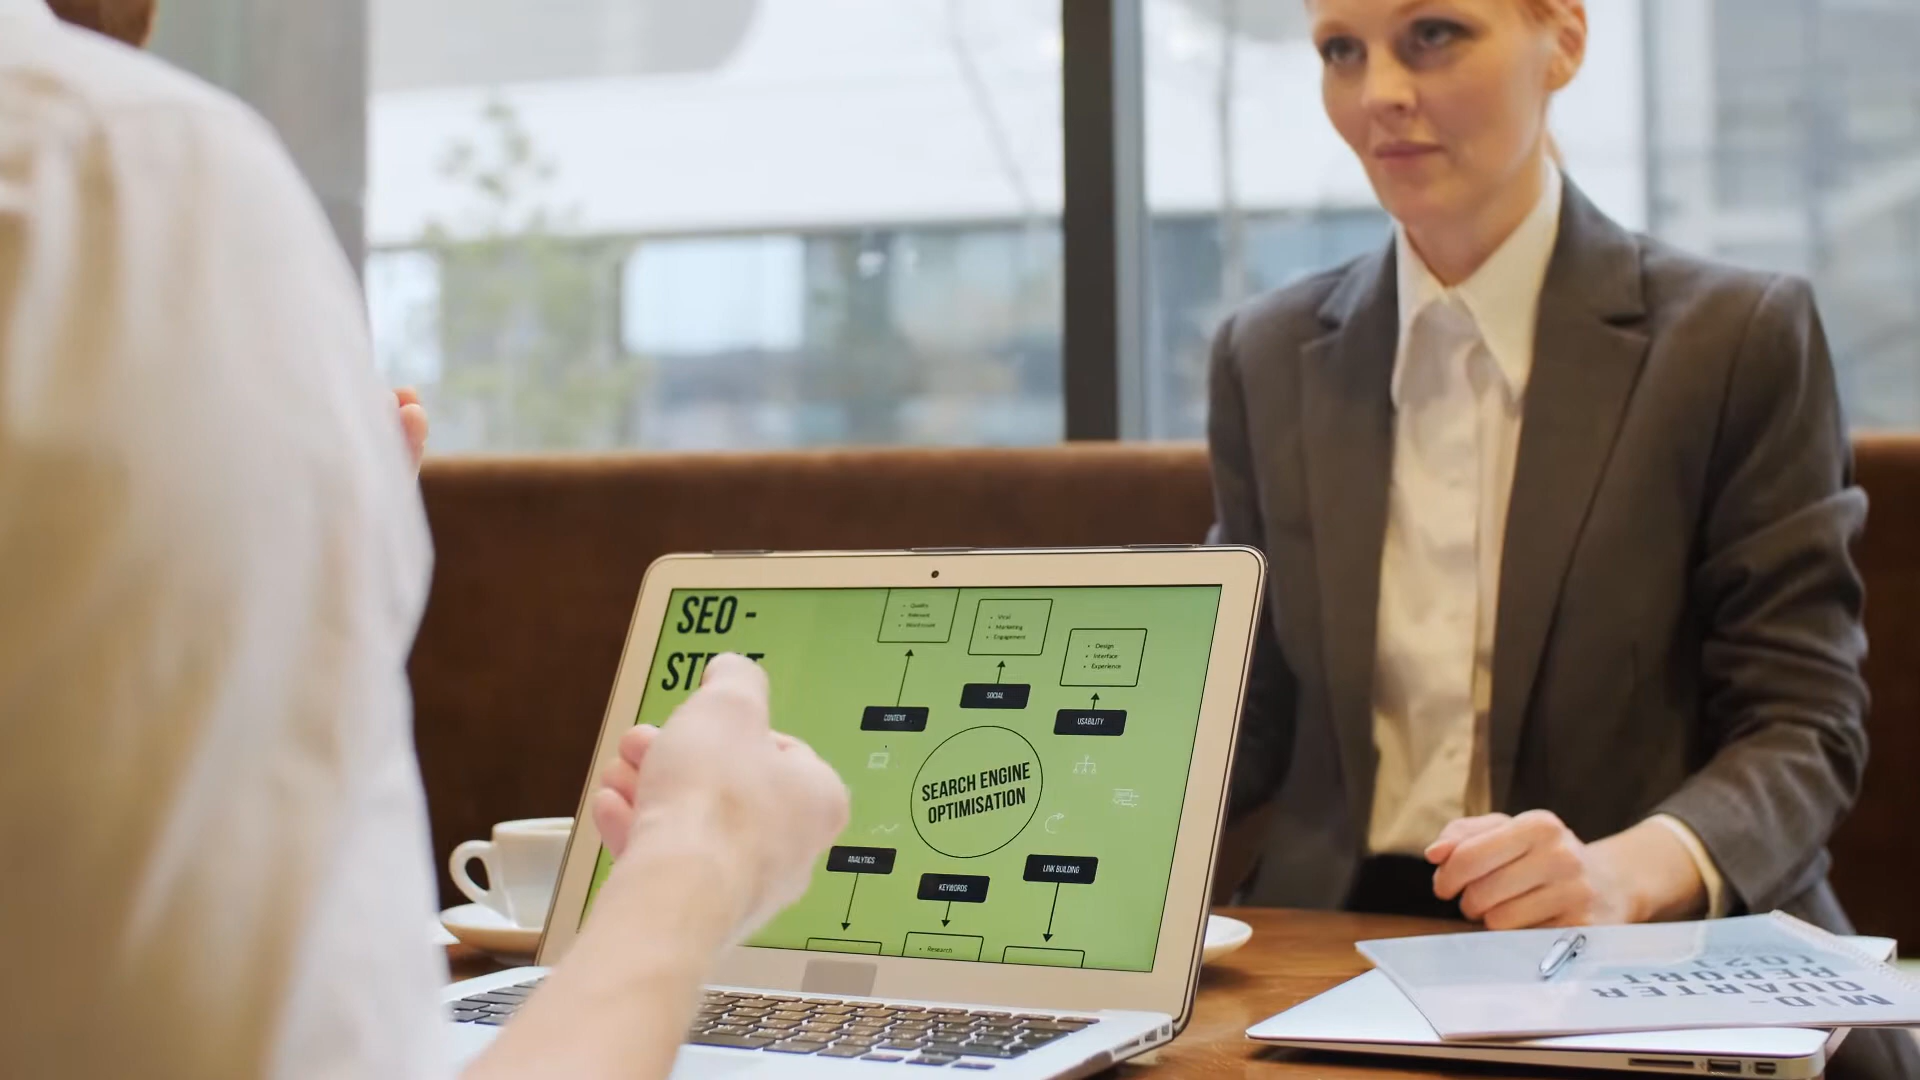 SEO -
• Quality
• Relevant
• Viral
• Marketing
• Engagement
• Design
• Interface
• Experience
CONTENT
SOCIAL
USABILITY
SEARCH ENGINE
OPTIMISATION
ANALYTICS
KEYWORDS
LINK BUILDING
• Research
MID-
QUARTER
REPORT